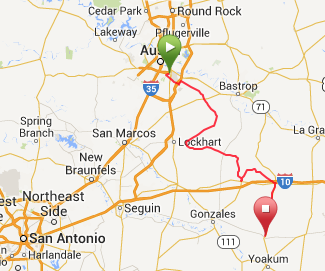 Cedar Park
Round Rock
Lakeway
Pflugerville
Aus
35
Bastrop
71
Spring
Branch
San Marcos
Lockhart
La Gra
New
Braunfels
10
Northeast
Side
Seguin
Gonzales
111
San Antonio
Harlandale
Yoakum